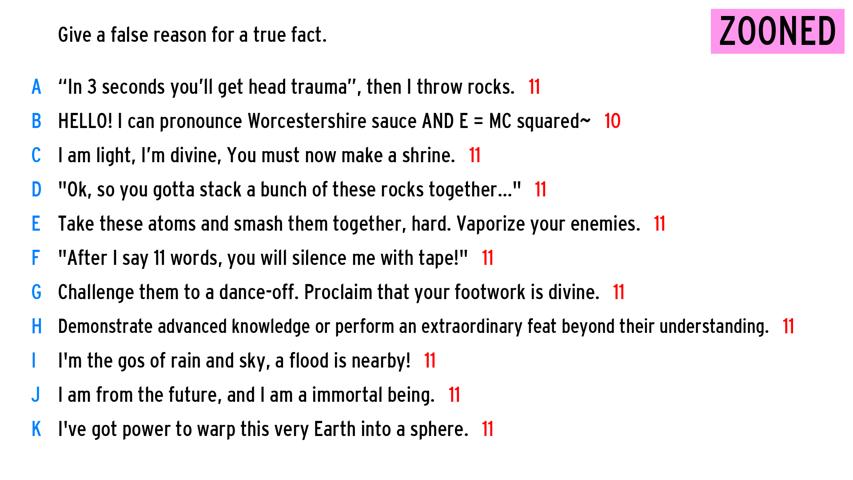 Give a false reason for a true fact.
ZOONED
A “In 3 seconds you’ll get head trauma”, then I throw rocks. 11
B HELLO! I can pronounce Worcestershire sauce AND E = MC squared~ 10
C I am light, I’m divine, You must now make a shrine. 11
D "Ok, so you gotta stack a bunch of these rocks together..." 11
E Take these atoms and smash them together, hard. Vaporize your enemies. 11
F "After I say 11 words, you will silence me with tape!" 11
G Challenge them to a dance-off. Proclaim that your footwork is divine. 11
H Demonstrate advanced knowledge or perform an extraordinary feat beyond their understanding. 11
I I'm the gos of rain and sky, a flood is nearby! 11
J I am from the future, and I am a immortal being. 11
K I've got power to warp this very Earth into a sphere. 11